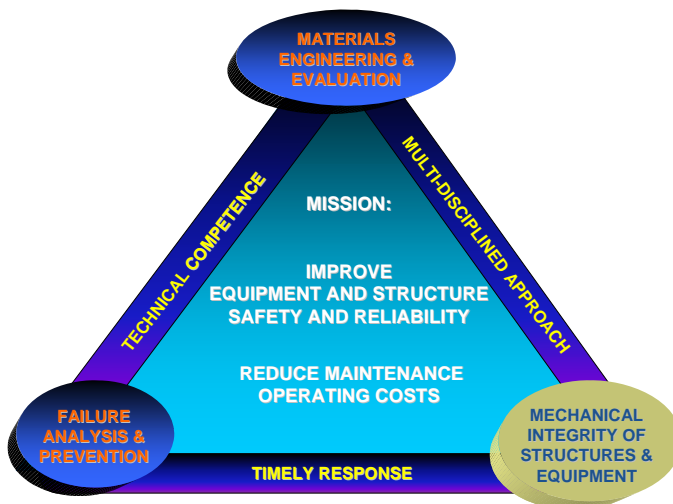 MATERIALS
ENGINEERING &
EVALUATION
TECHNICAL COMPETENCE
MULTI-DISCIPLINED APPROACH
MISSION:
IMPROVE
EQUIPMENT AND STRUCTURE
SAFETY AND RELIABILITY
REDUCE MAINTENANCE
OPERATING COSTS
FAILURE
ANALYSIS &
PREVENTION
MECHANICAL
INTEGRITY OF
STRUCTURES &
EQUIPMENT
TIMELY RESPONSE